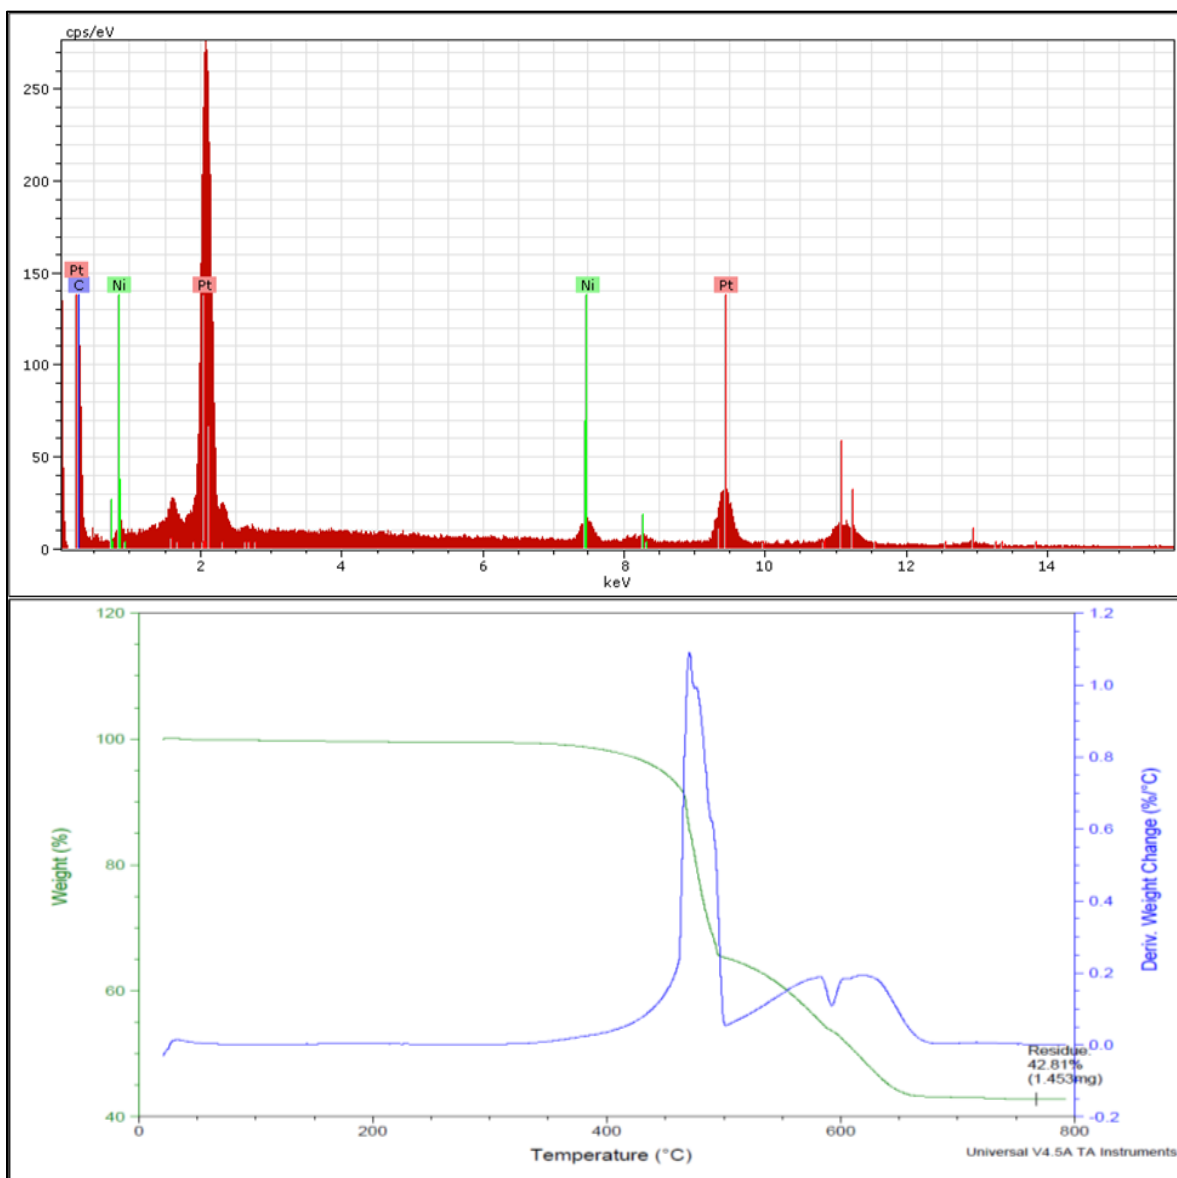 cps/eV
250
200
150
100
50
0
Pt
C
Ni
Pt
Ni
Pt
2 4 6 8 10 12 14
keV
120
100
80
60
40
Weight (%)
1.2
1.0
0.8
0.6
0.4
0.2
0.0
-0.2
Deriv. Weight Change (%/°C)
Residue:
42.81%
(1.453mg)
0 200 400 600 800
Temperature (°C)
Universal V4.5A TA Instruments